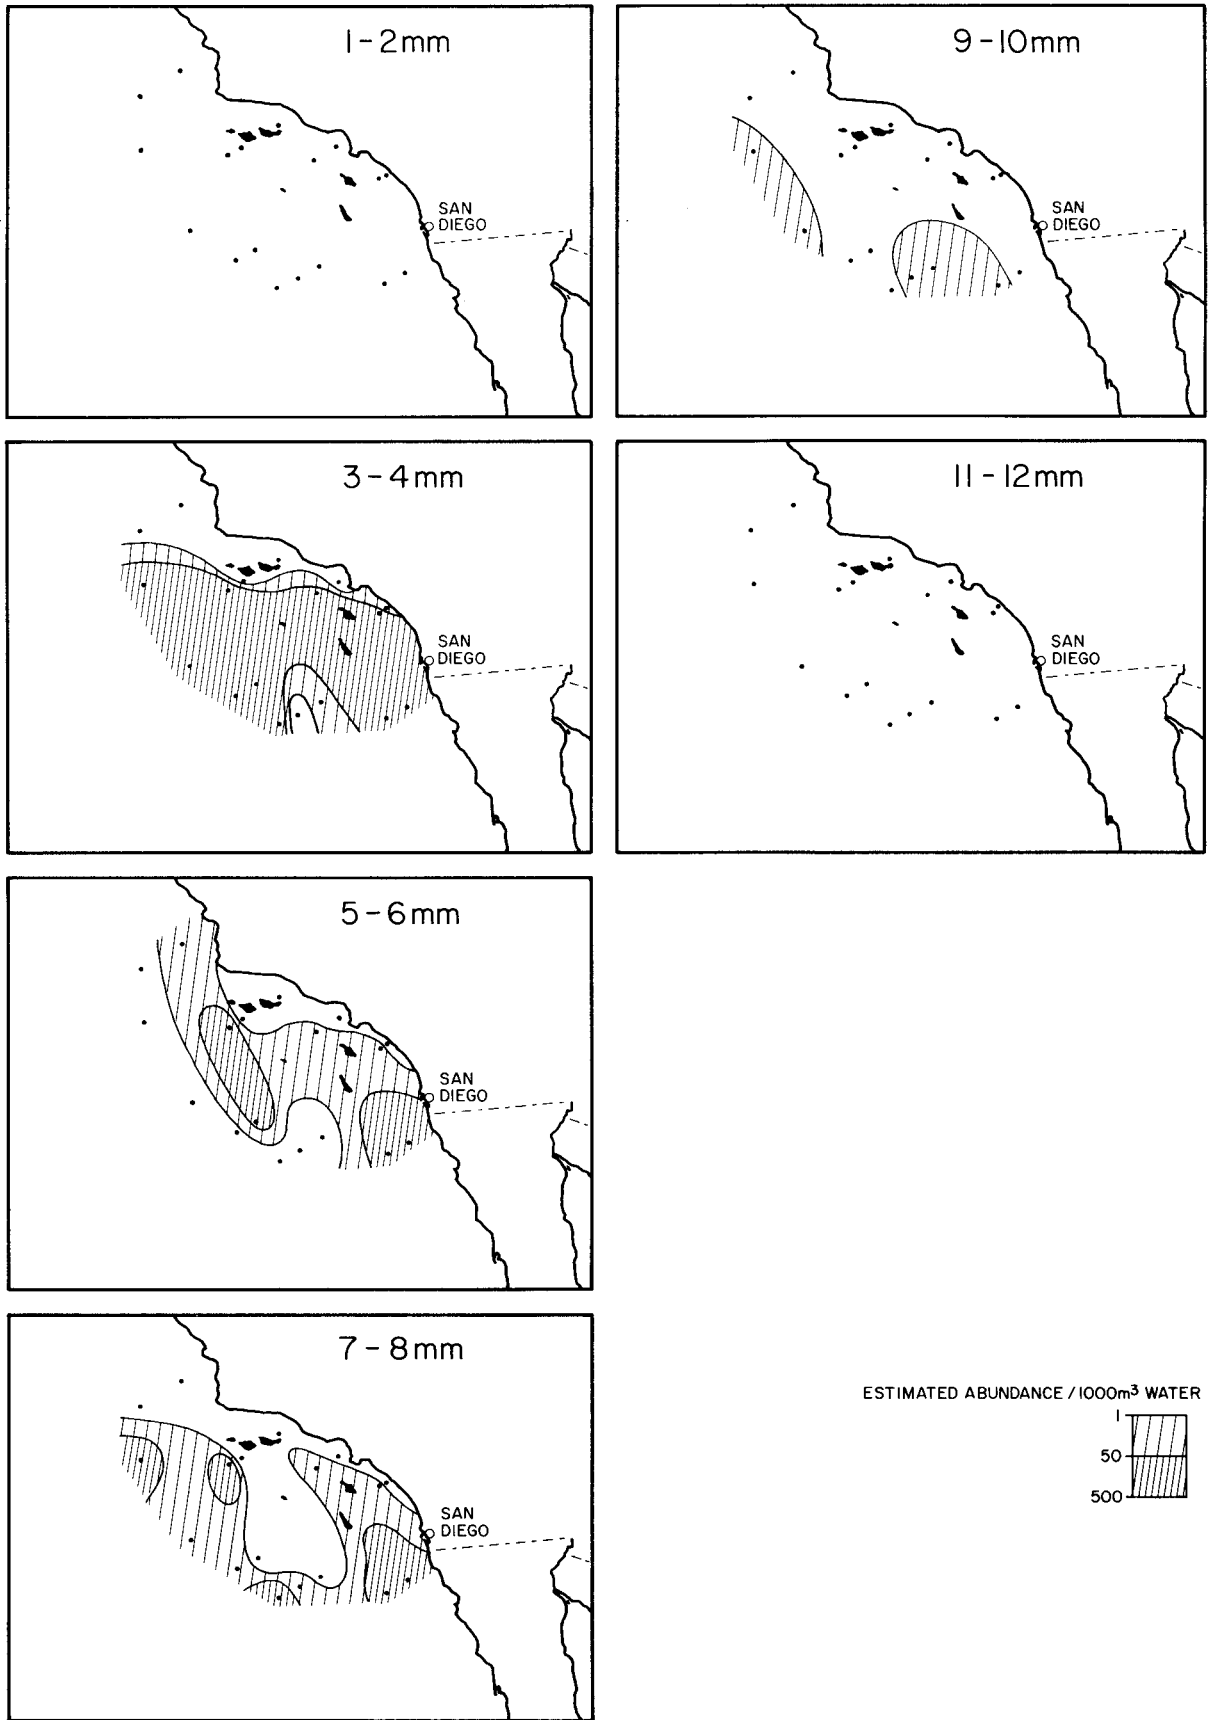 1-2mm
SAN
DIEGO
9-10mm
SAN
DIEGO
3-4mm
SAN
DIEGO
11-12mm
SAN
DIEGO
5-6mm
SAN
DIEGO
7-8mm
SAN
DIEGO
ESTIMATED ABUNDANCE / 1000m³ WATER
1
50
500